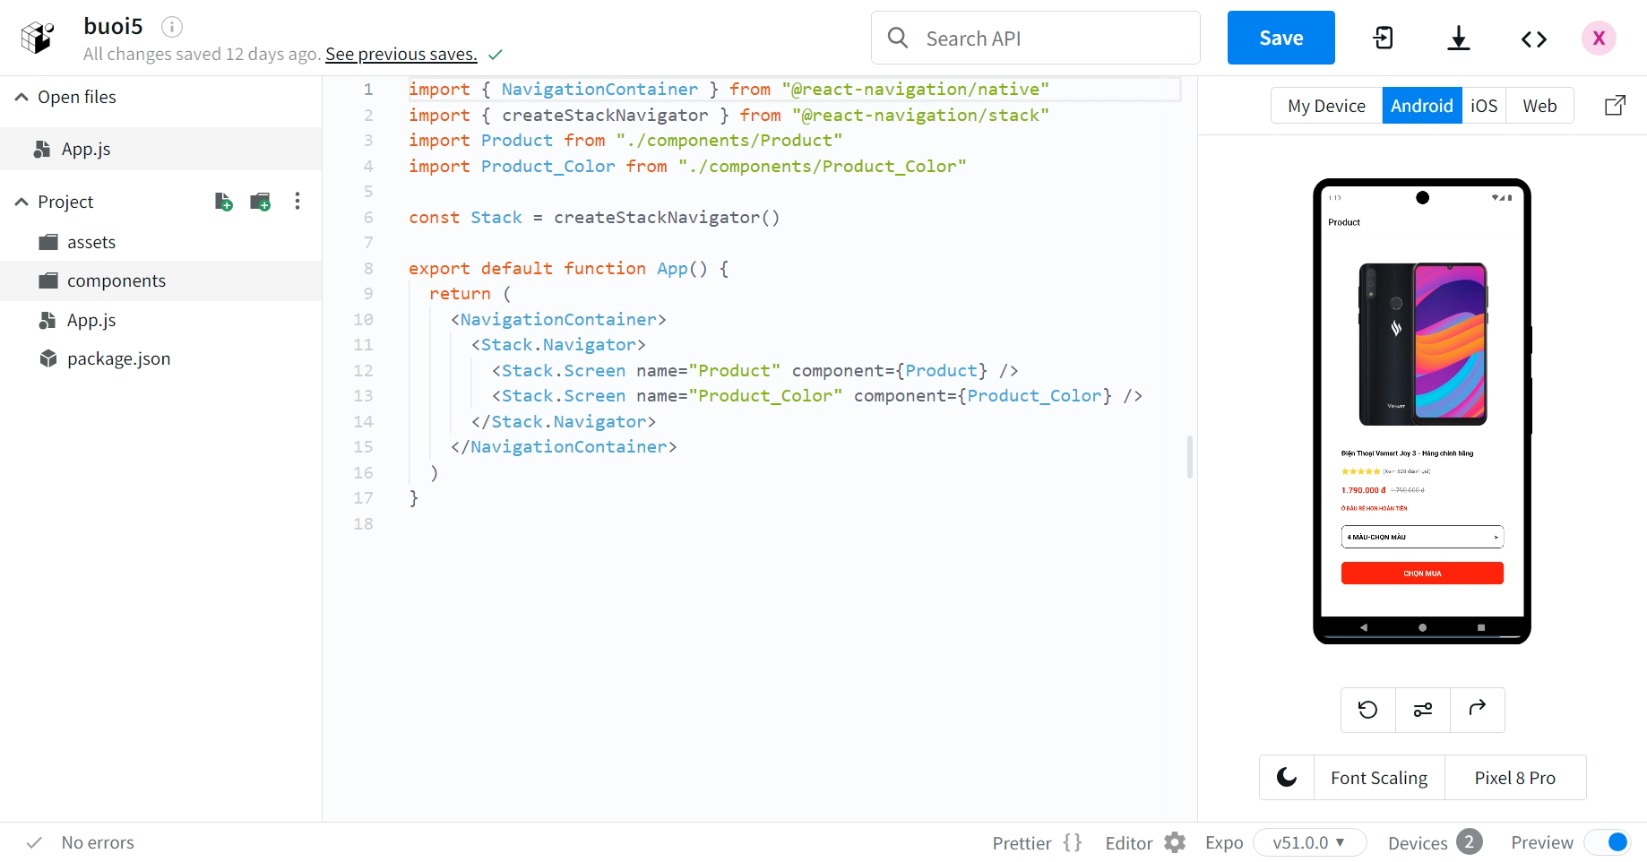 buoi5
All changes saved 12 days ago. See previous saves.
Search API
Save
X
Open files
App.js
Project
assets
components
App.js
package.json
1 import { NavigationContainer } from "@react-navigation/native"
2 import { createStackNavigator } from "@react-navigation/stack"
3 import Product from "./components/Product"
4 import Product_Color from "./components/Product_Color"
5
6 const Stack = createStackNavigator()
7
8 export default function App() {
9 return (
10 <NavigationContainer>
11 <Stack.Navigator>
12 <Stack.Screen name="Product" component={Product} />
13 <Stack.Screen name="Product_Color" component={Product_Color} />
14 </Stack.Navigator>
15 </NavigationContainer>
16 )
17 }
18
My Device Android iOS Web
1:13
Product
Điện Thoại Vsmart Joy 3 - Hàng chính hãng
1.790.000 đ 1.790.000 đ
Ở ĐÂU RẺ HƠN HOÀN TIỀN
4 MÀU-CHỌN MÀU >
CHỌN MUA
Font Scaling
Pixel 8 Pro
No errors
Prettier { }
Editor
Expo v51.0.0
Devices 2
Preview